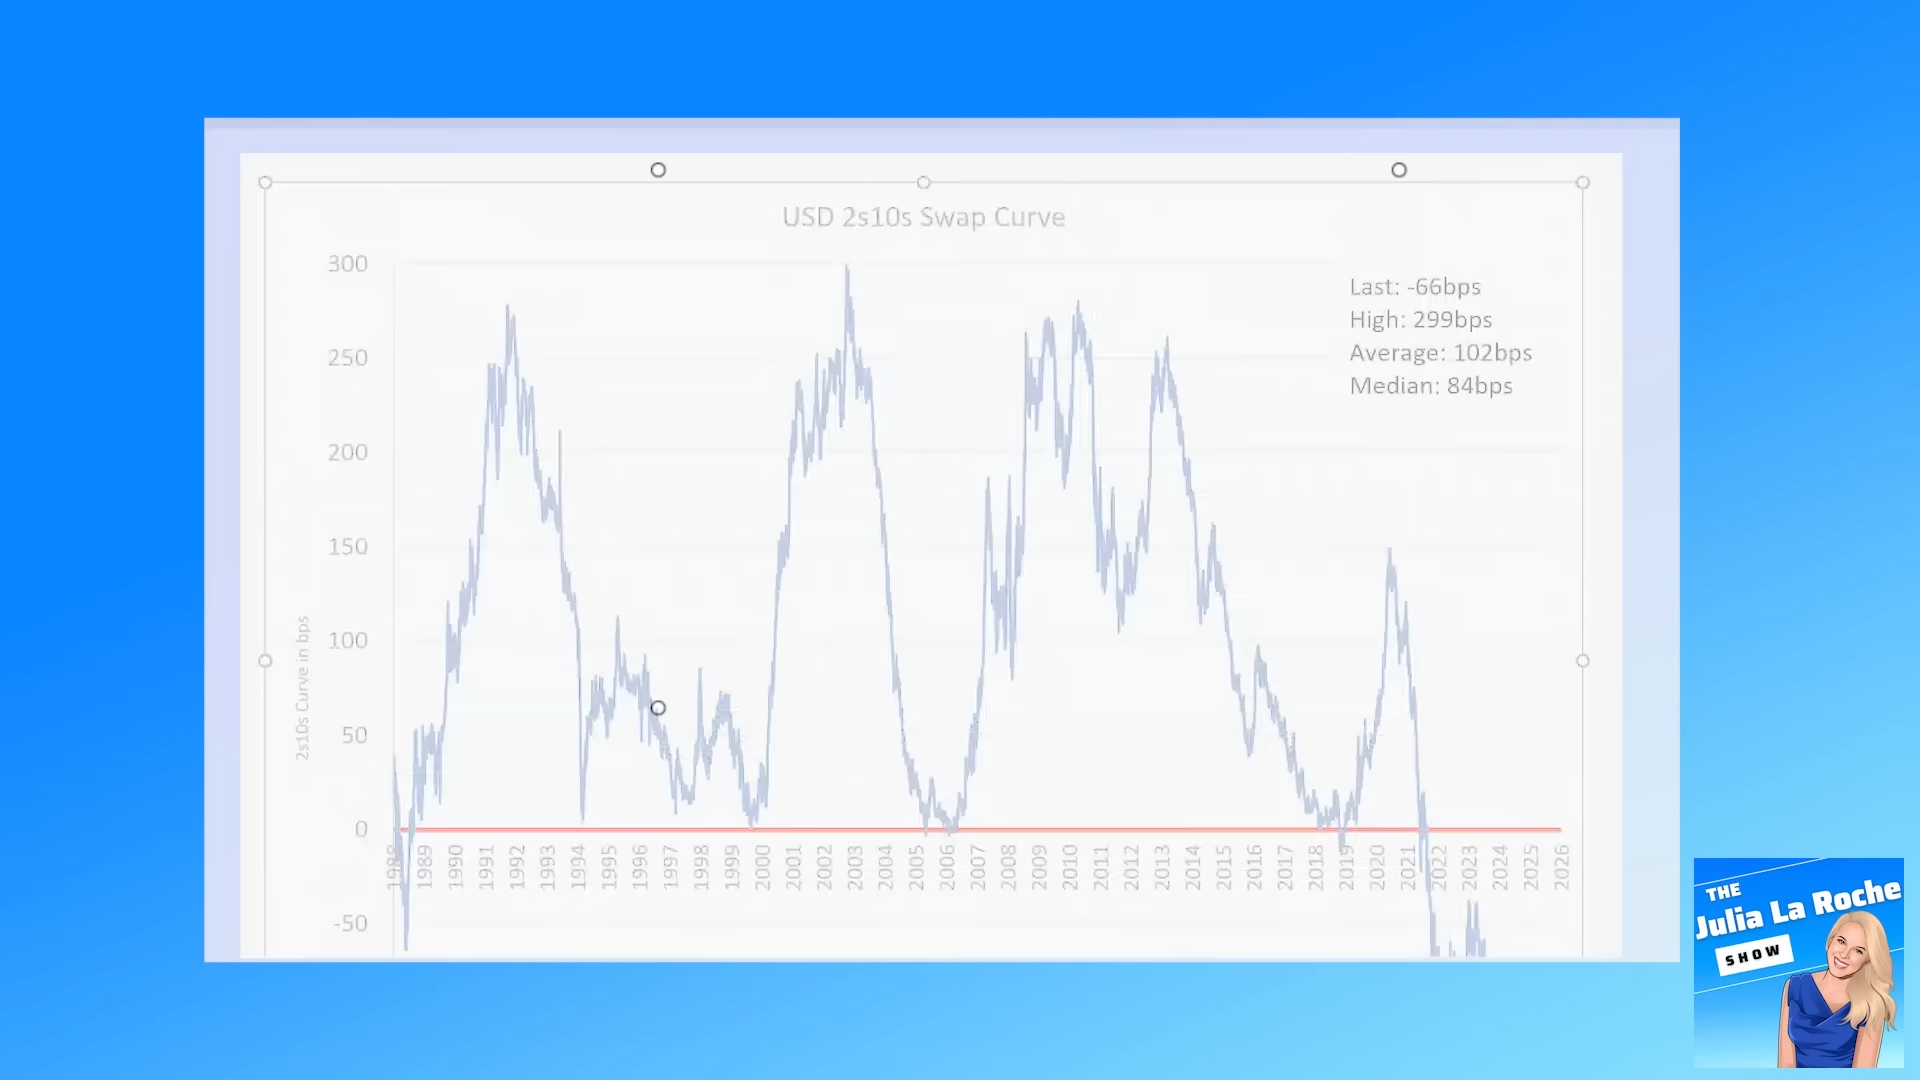 USD 2s10s Swap Curve
Last: -66bps
High: 299bps
Average: 102bps
Median: 84bps
300
250
200
150
100
50
0
-50
2s10s Curve in bps
1988 1989 1990 1991 1992 1993 1994 1995 1996 1997 1998 1999 2000 2001 2002 2003 2004 2005 2006 2007 2008 2009 2010 2011 2012 2013 2014 2015 2016 2017 2018 2019 2020 2021 2022 2023 2024 2025 2026
THE
Julia La Roche
SHOW